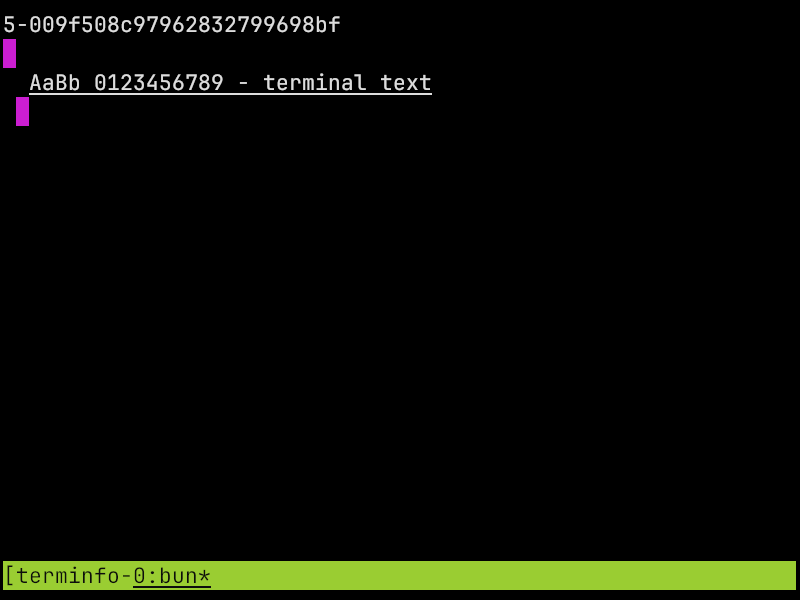 5-009f508c97962832799698bf
AaBb 0123456789 - terminal text
[terminfo-0:bun*